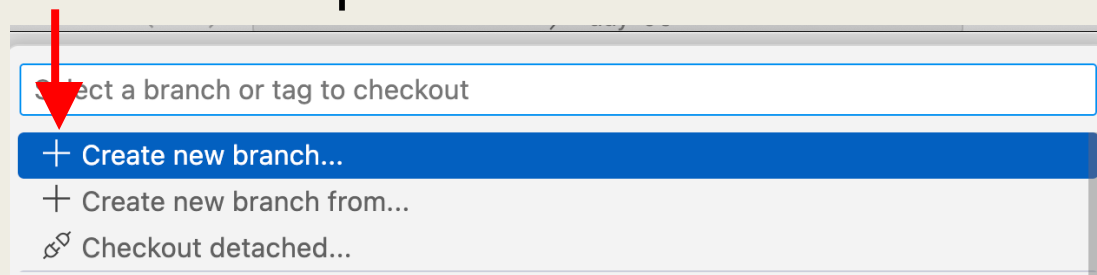 Select a branch or tag to checkout
Create new branch...
Create new branch from...
Checkout detached...